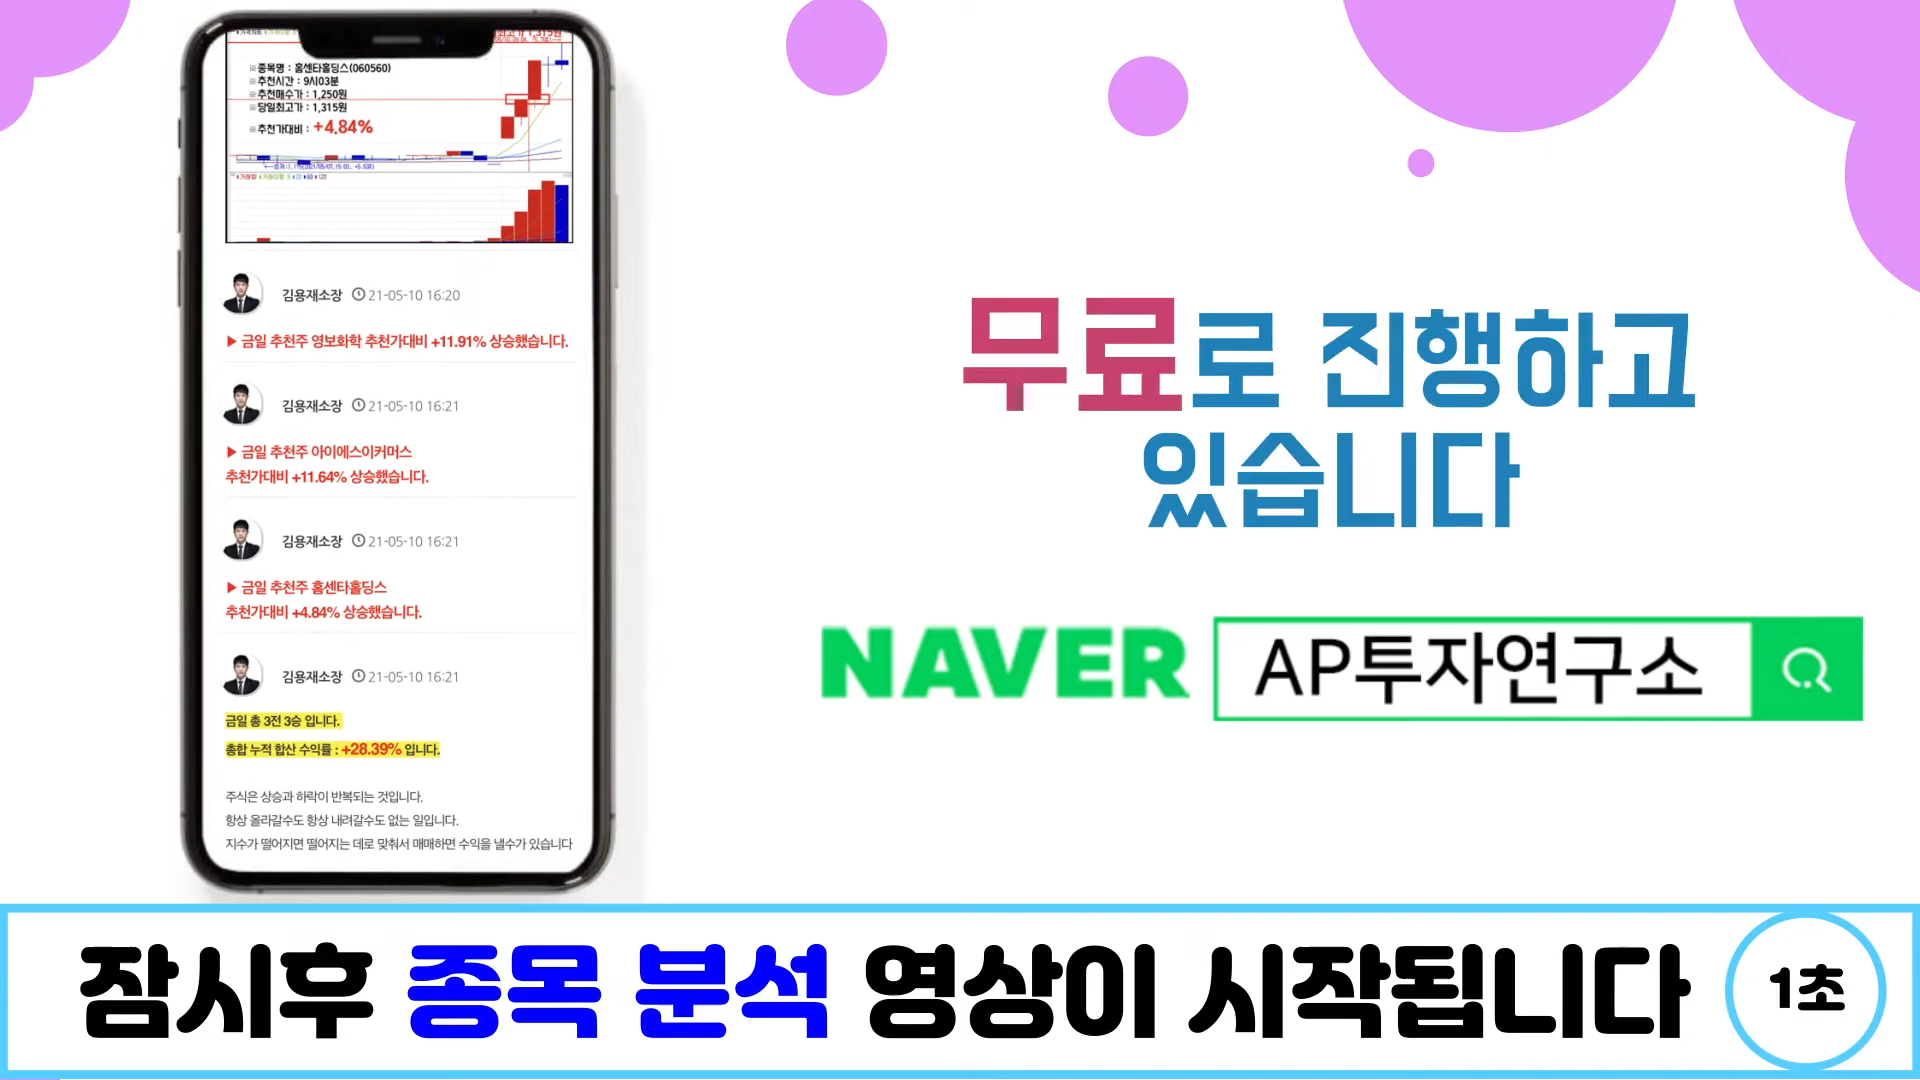 ※종목명 : 홈센타홀딩스(060560)
※추천시간 : 9시03분
※추천매수가 : 1,250원
※당일최고가 : 1,315원
※추천가대비 : +4.84%
김용재소장 21-05-10 16:20
▶ 금일 추천주 영보화학 추천가대비 +11.91% 상승했습니다.
김용재소장 21-05-10 16:21
▶ 금일 추천주 아이에스이커머스
추천가대비 +11.64% 상승했습니다.
김용재소장 21-05-10 16:21
▶ 금일 추천주 홈센타홀딩스
추천가대비 +4.84% 상승했습니다.
김용재소장 21-05-10 16:21
금일 총 3전 3승 입니다.
총합 누적 합산 수익률 : +28.39% 입니다.
주식은 상승과 하락이 반복되는 것입니다.
항상 올라갈수도 항상 내려갈수도 없는 일입니다.
지수가 떨어지면 떨어지는 데로 맞춰서 매매하면 수익을 낼수가 있습니다
무료로 진행하고
있습니다
NAVER AP투자연구소
잠시후 종목 분석 영상이 시작됩니다 1초